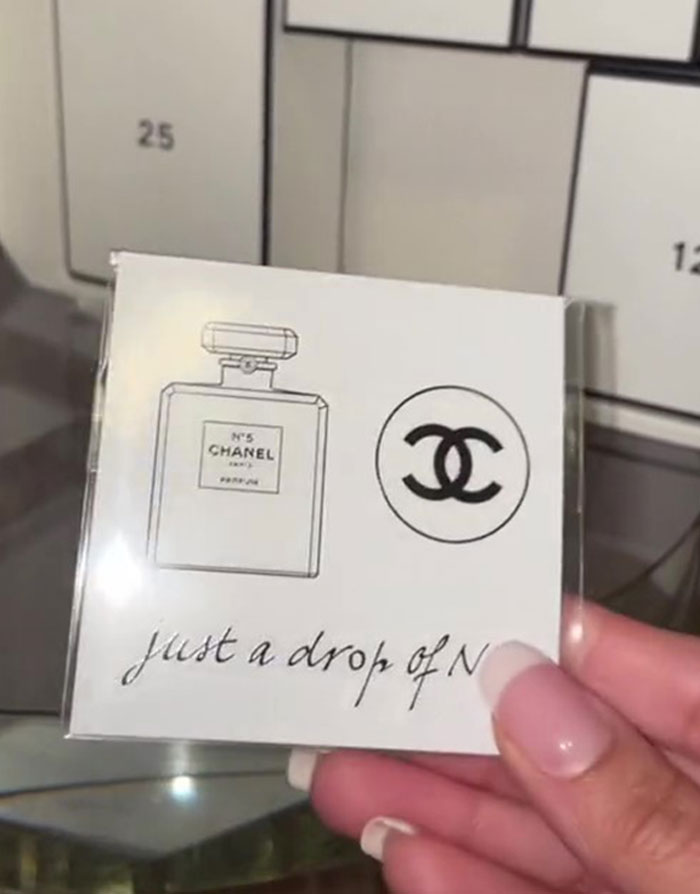 25
12
N°5
CHANEL
PARIS
PARFUM
just a drop of N